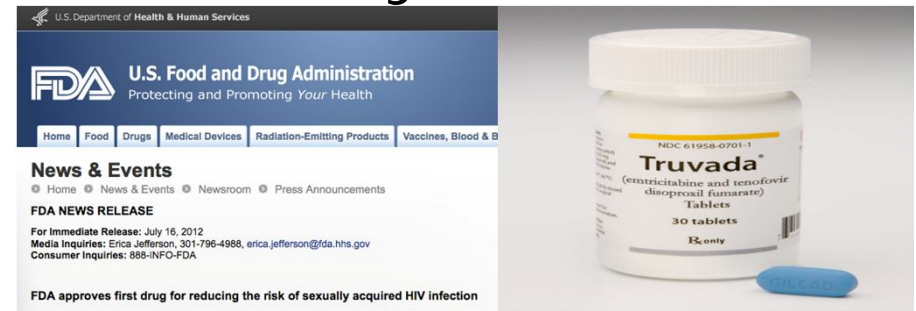 U.S. Department of Health & Human Services
FDA
U.S. Food and Drug Administration
Protecting and Promoting Your Health
Home Food Drugs Medical Devices Radiation-Emitting Products Vaccines, Blood & B
News & Events
Home News & Events Newsroom Press Announcements
FDA NEWS RELEASE
For Immediate Release: July 16, 2012
Media Inquiries: Erica Jefferson, 301-796-4988, erica.jefferson@fda.hhs.gov
Consumer Inquiries: 888-INFO-FDA
FDA approves first drug for reducing the risk of sexually acquired HIV infection
NDC 61958-0701-1
Truvada®
(emtricitabine and tenofovir
disoproxil fumarate)
Tablets
30 tablets
Rx only
GILEAD